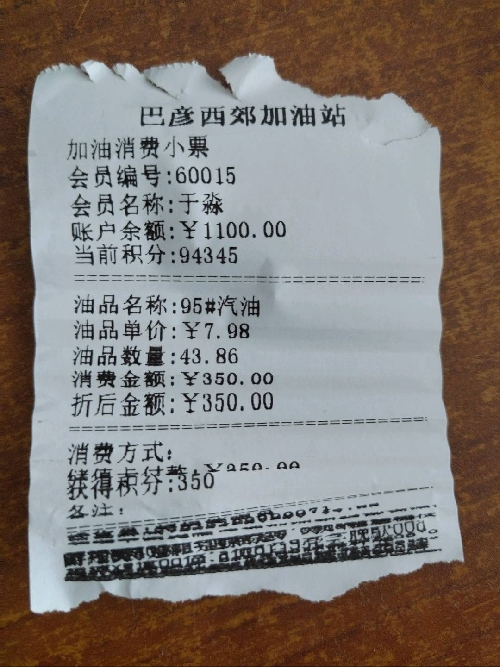 巴彦西郊加油站
加油消费小票
会员编号:60015
会员名称:于淼
账户余额:￥1100.00
当前积分:94345
==============================
油品名称:95#汽油
油品单价:￥7.98
油品数量:43.86
消费金额:￥350.00
折后金额:￥350.00
==============================
消费方式:
获得积分:350
备注: